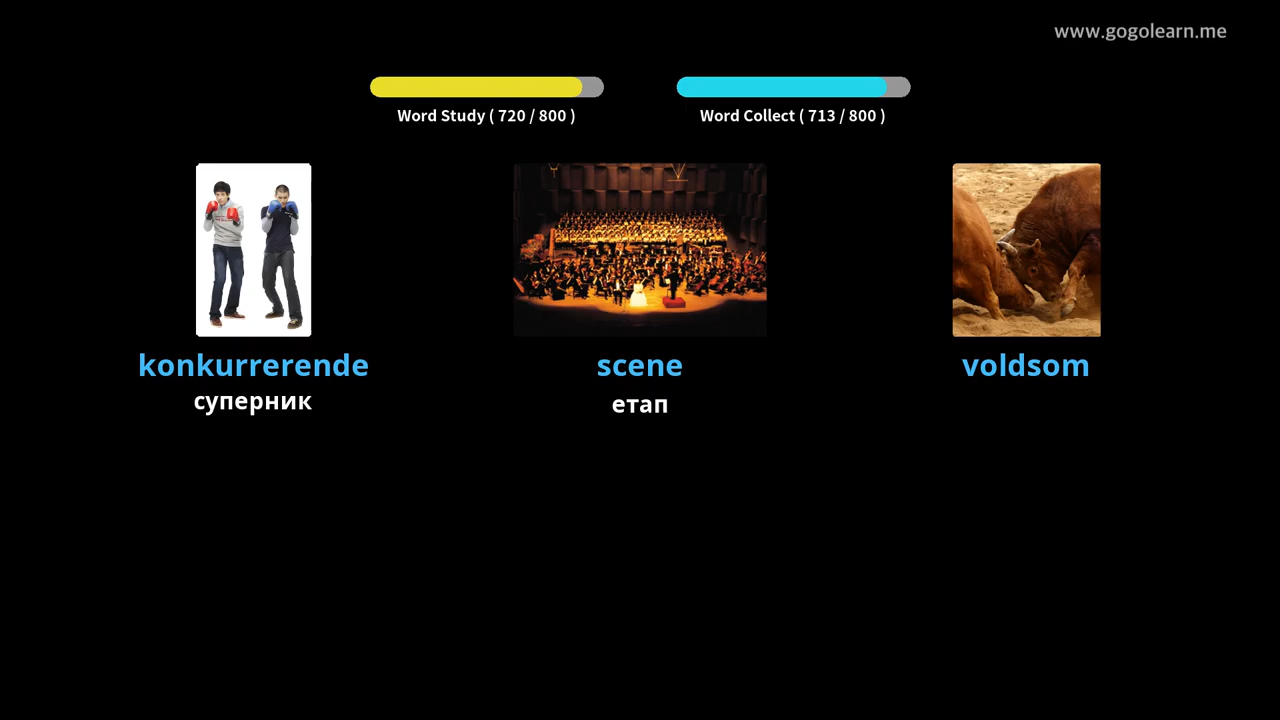 www.gogolearn.me
Word Study ( 720 / 800 )
Word Collect ( 713 / 800 )
konkurrerende
scene
voldsom
суперник
етап